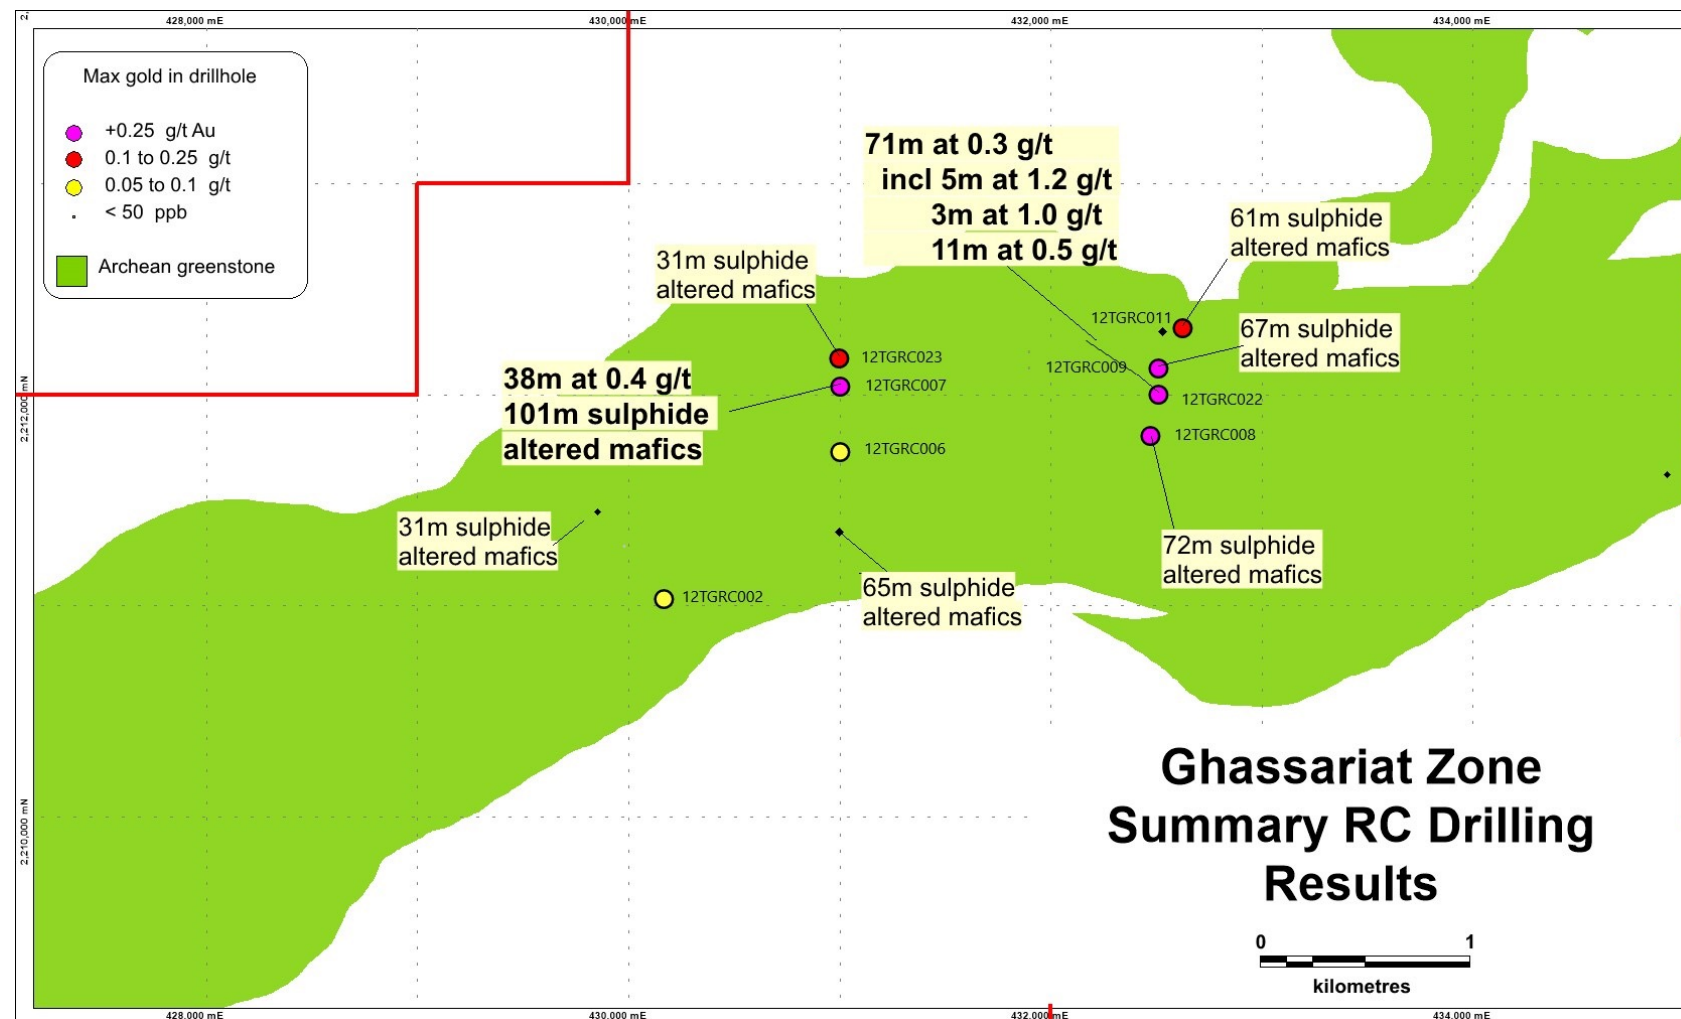 428,000 mE
430,000 mE
432,000 mE
434,000 mE
2,
Max gold in drillhole
+0.25 g/t Au
0.1 to 0.25 g/t
0.05 to 0.1 g/t
< 50 ppb
Archean greenstone
71m at 0.3 g/t
incl 5m at 1.2 g/t
3m at 1.0 g/t
11m at 0.5 g/t
61m sulphide
altered mafics
31m sulphide
altered mafics
12TGRC011
67m sulphide
altered mafics
12TGRC023
12TGRC009
38m at 0.4 g/t
101m sulphide
altered mafics
12TGRC007
12TGRC022
2,212,000 mN
12TGRC006
12TGRC008
31m sulphide
altered mafics
72m sulphide
altered mafics
65m sulphide
altered mafics
12TGRC002
Ghassariat Zone
Summary RC Drilling
Results
2,210,000 mN
0 1
kilometres
428,000 mE
430,000 mE
432,000 mE
434,000 mE